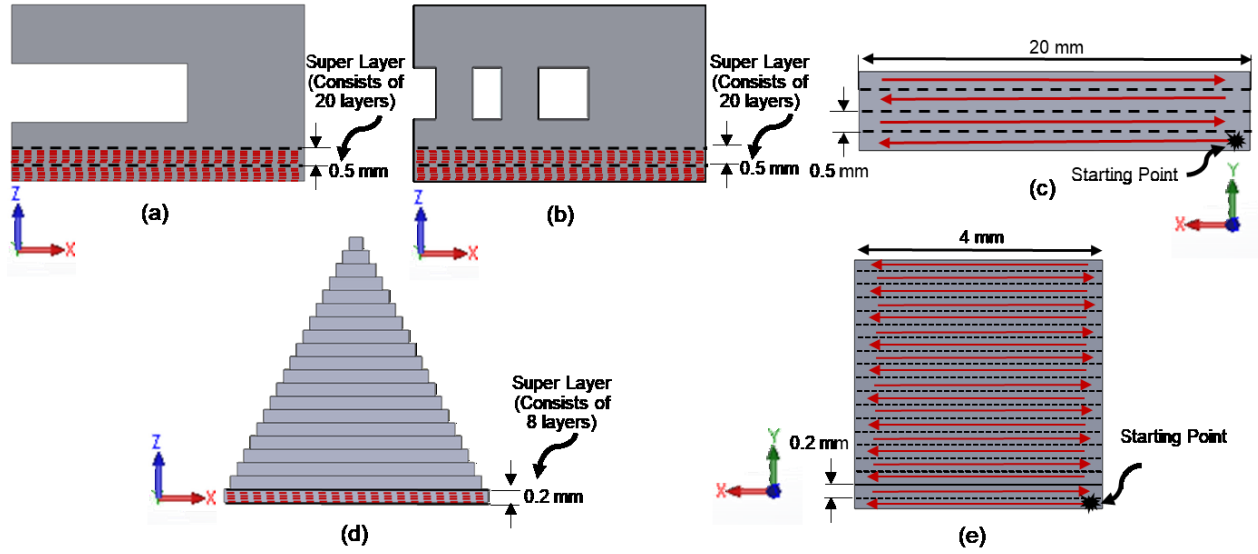 Super Layer
(Consists of
20 layers)
0.5 mm
Z
Y
X
(a)
Super Layer
(Consists of
20 layers)
0.5 mm
Z
Y
X
(b)
20 mm
0.5 mm
Starting Point
(c)
Y
X
Super Layer
(Consists of
8 layers)
0.2 mm
Z
Y
X
(d)
4 mm
0.2 mm
Starting Point
Y
X
(e)